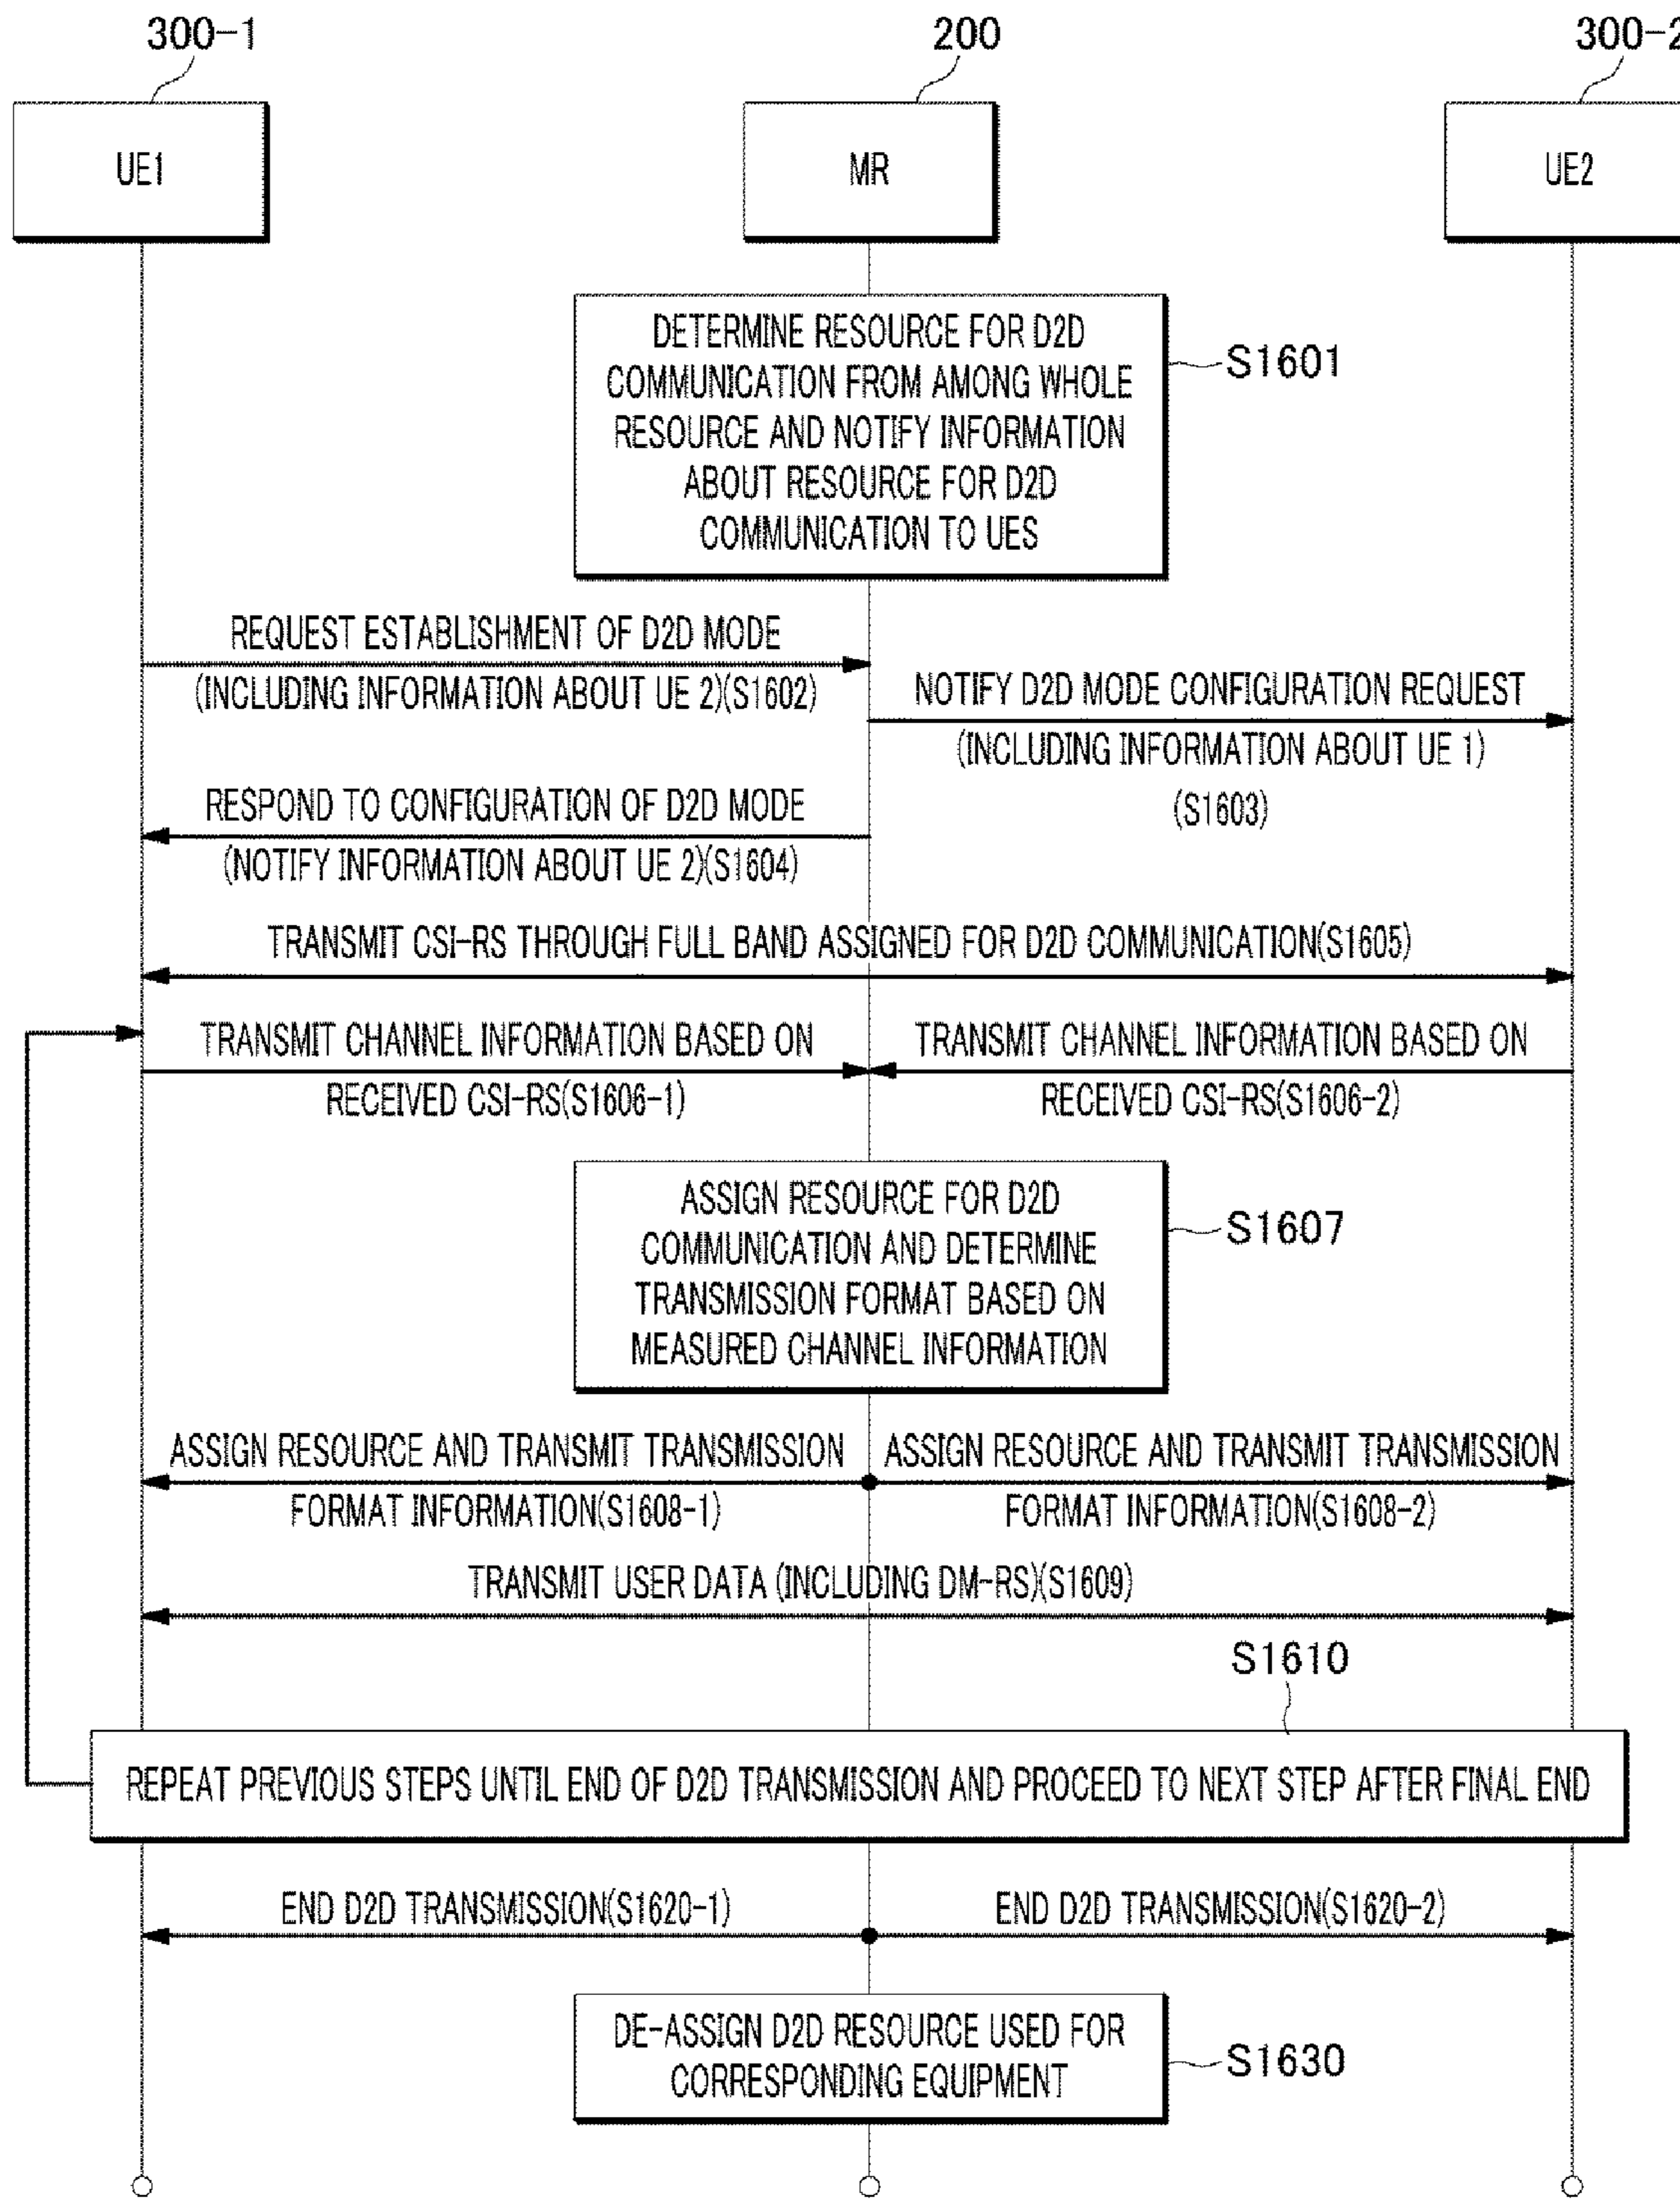 300-1
200
300-2
UE1
MR
UE2
DETERMINE RESOURCE FOR D2D
COMMUNICATION FROM AMONG WHOLE
RESOURCE AND NOTIFY INFORMATION
ABOUT RESOURCE FOR D2D
COMMUNICATION TO UES
S1601
REQUEST ESTABLISHMENT OF D2D MODE
(INCLUDING INFORMATION ABOUT UE 2)(S1602)
NOTIFY D2D MODE CONFIGURATION REQUEST
(INCLUDING INFORMATION ABOUT UE 1)
(S1603)
RESPOND TO CONFIGURATION OF D2D MODE
(NOTIFY INFORMATION ABOUT UE 2)(S1604)
TRANSMIT CSI-RS THROUGH FULL BAND ASSIGNED FOR D2D COMMUNICATION(S1605)
TRANSMIT CHANNEL INFORMATION BASED ON
RECEIVED CSI-RS(S1606-1)
TRANSMIT CHANNEL INFORMATION BASED ON
RECEIVED CSI-RS(S1606-2)
ASSIGN RESOURCE FOR D2D
COMMUNICATION AND DETERMINE
TRANSMISSION FORMAT BASED ON
MEASURED CHANNEL INFORMATION
S1607
ASSIGN RESOURCE AND TRANSMIT TRANSMISSION
FORMAT INFORMATION(S1608-1)
ASSIGN RESOURCE AND TRANSMIT TRANSMISSION
FORMAT INFORMATION(S1608-2)
TRANSMIT USER DATA (INCLUDING DM-RS)(S1609)
S1610
REPEAT PREVIOUS STEPS UNTIL END OF D2D TRANSMISSION AND PROCEED TO NEXT STEP AFTER FINAL END
END D2D TRANSMISSION(S1620-1)
END D2D TRANSMISSION(S1620-2)
DE-ASSIGN D2D RESOURCE USED FOR
CORRESPONDING EQUIPMENT
S1630